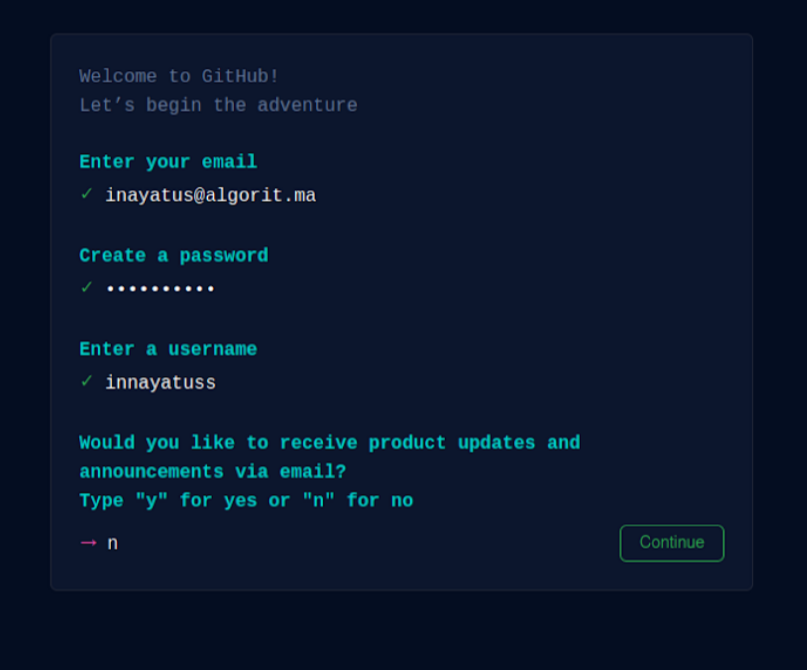 Welcome to GitHub!
Let’s begin the adventure
Enter your email
✓ inayatus@algorit.ma
Create a password
✓ ••••••••••
Enter a username
✓ innayatuss
Would you like to receive product updates and
announcements via email?
Type "y" for yes or "n" for no
→ n
Continue